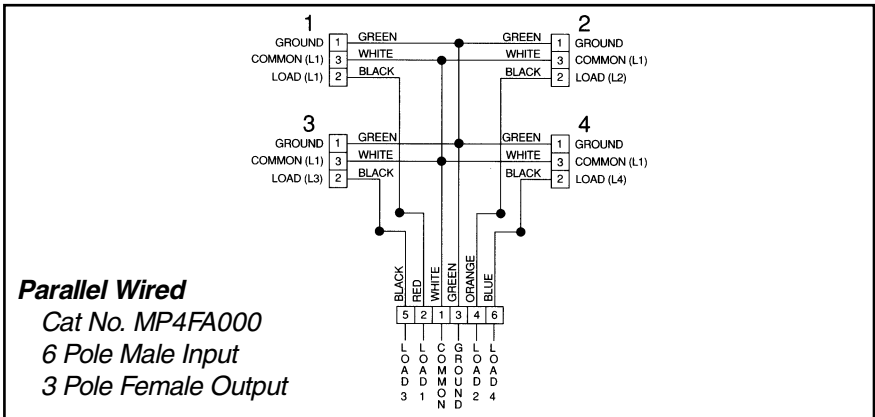 1
2
GROUND 1 GREEN GREEN 1 GROUND
COMMON (L1) 3 WHITE WHITE 3 COMMON (L1)
LOAD (L1) 2 BLACK BLACK 2 LOAD (L2)
3
4
GROUND 1 GREEN GREEN 1 GROUND
COMMON (L1) 3 WHITE WHITE 3 COMMON (L1)
LOAD (L3) 2 BLACK BLACK 2 LOAD (L4)
BLACK
RED
WHITE
GREEN
ORANGE
BLUE
5 2 1 3 4 6
LOAD 3
LOAD 1
COMMON
GROUND
LOAD 2
LOAD 4
Parallel Wired
Cat No. MP4FA000
6 Pole Male Input
3 Pole Female Output